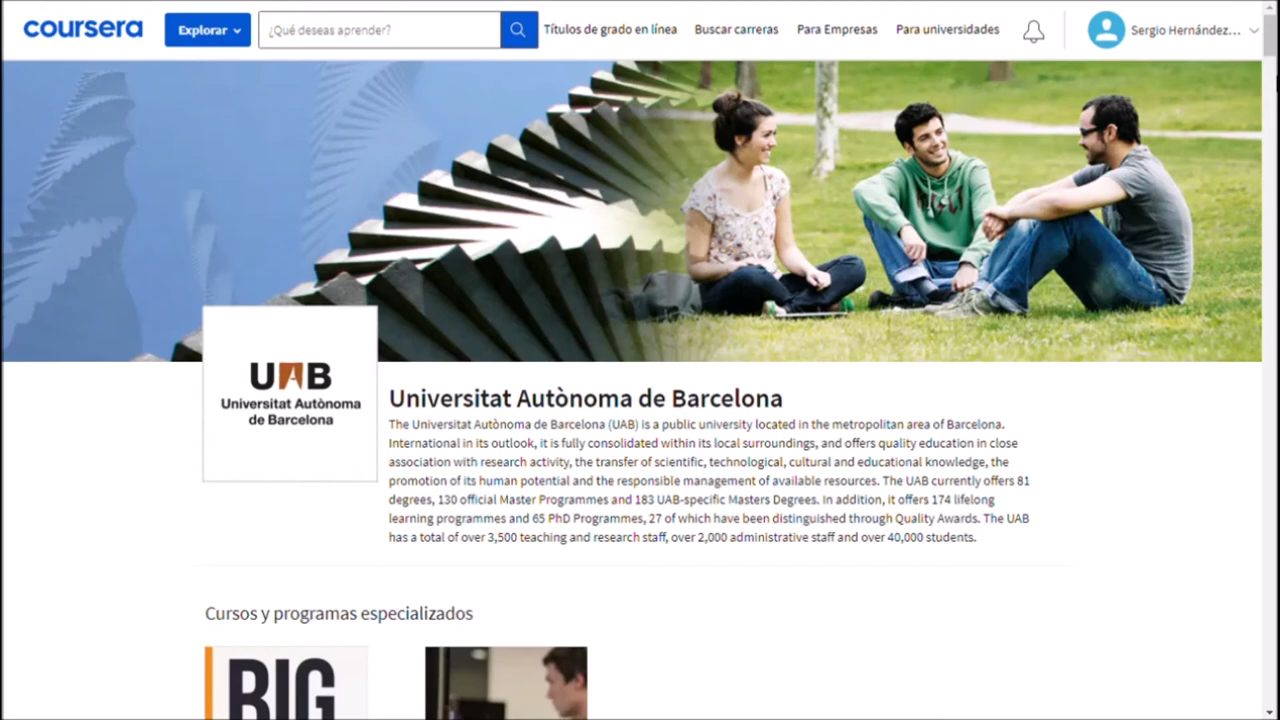 coursera
Explorar
¿Qué deseas aprender?
Títulos de grado en línea
Buscar carreras
Para Empresas
Para universidades
Sergio Hernández...
UAB
Universitat Autònoma
de Barcelona
Universitat Autònoma de Barcelona
The Universitat Autònoma de Barcelona (UAB) is a public university located in the metropolitan area of Barcelona.
International in its outlook, it is fully consolidated within its local surroundings, and offers quality education in close
association with research activity, the transfer of scientific, technological, cultural and educational knowledge, the
promotion of its human potential and the responsible management of available resources. The UAB currently offers 81
degrees, 130 official Master Programmes and 183 UAB-specific Masters Degrees. In addition, it offers 174 lifelong
learning programmes and 65 PhD Programmes, 27 of which have been distinguished through Quality Awards. The UAB
has a total of over 3,500 teaching and research staff, over 2,000 administrative staff and over 40,000 students.
Cursos y programas especializados
BIG